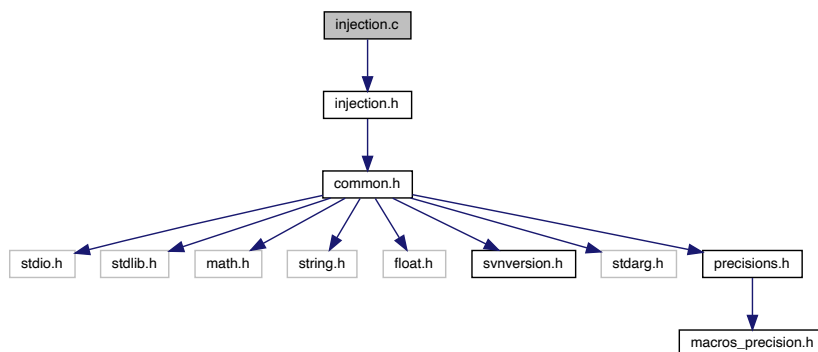 injection.c
injection.h
common.h
stdio.h
stdlib.h
math.h
string.h
float.h
svnversion.h
stdarg.h
precisions.h
macros_precision.h